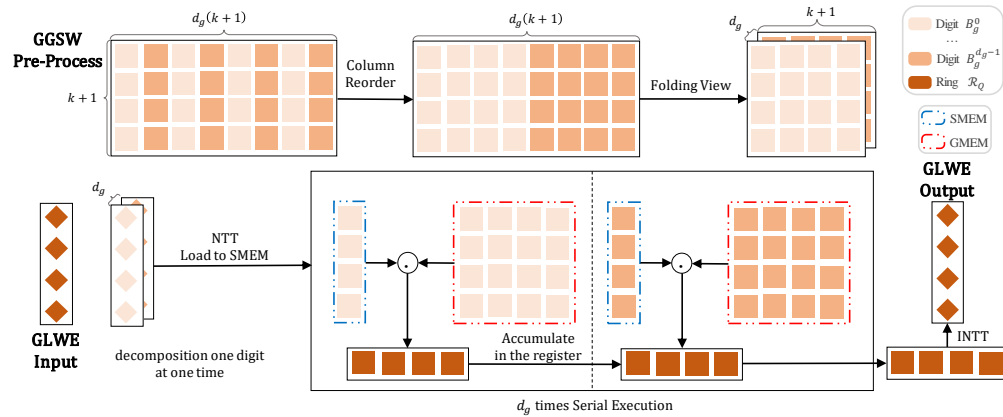 GGSW
Pre-Process
k + 1
d_g(k + 1)
Column
Reorder
d_g(k + 1)
Folding View
d_g
k + 1
Digit B_g^0
...
Digit B_g^{d_g-1}
Ring R_Q
SMEM
GMEM
GLWE
Input
d_g
decomposition one digit
at one time
NTT
Load to SMEM
Accumulate
in the register
d_g times Serial Execution
GLWE
Output
INTT